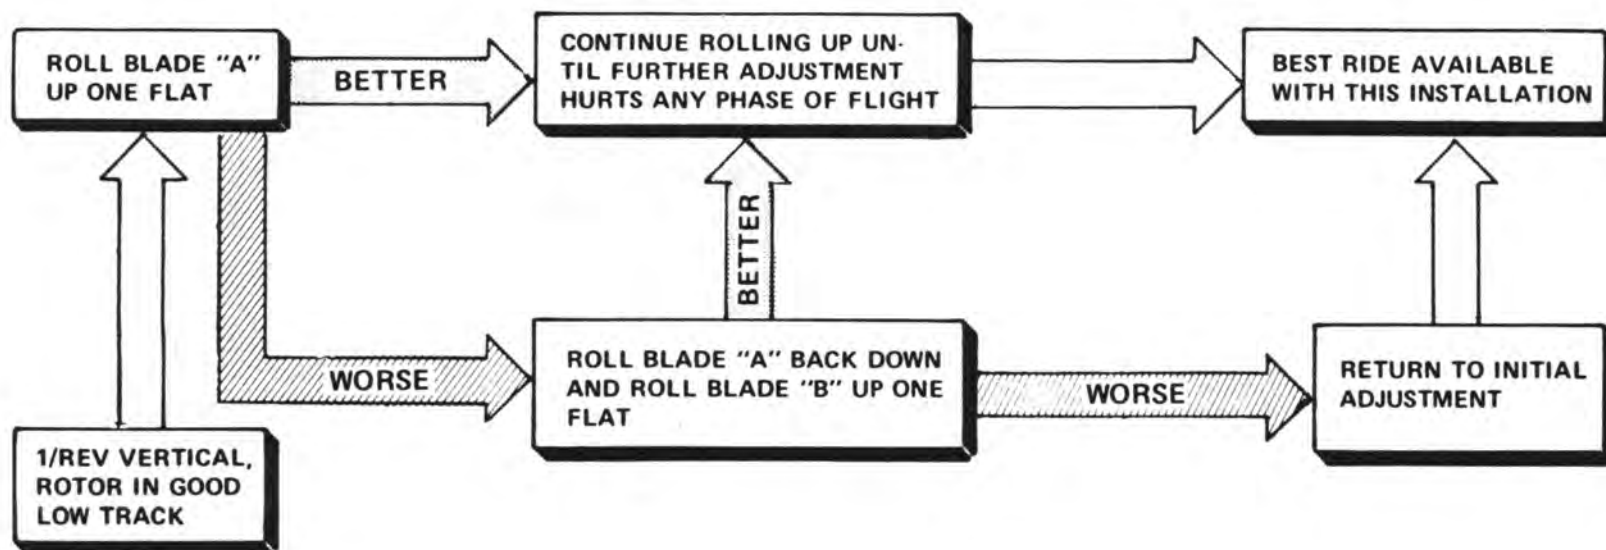 ROLL BLADE "A"
UP ONE FLAT
BETTER
CONTINUE ROLLING UP UN-
TIL FURTHER ADJUSTMENT
HURTS ANY PHASE OF FLIGHT
BEST RIDE AVAILABLE
WITH THIS INSTALLATION
BETTER
WORSE
ROLL BLADE "A" BACK DOWN
AND ROLL BLADE "B" UP ONE
FLAT
WORSE
RETURN TO INITIAL
ADJUSTMENT
1/REV VERTICAL,
ROTOR IN GOOD
LOW TRACK